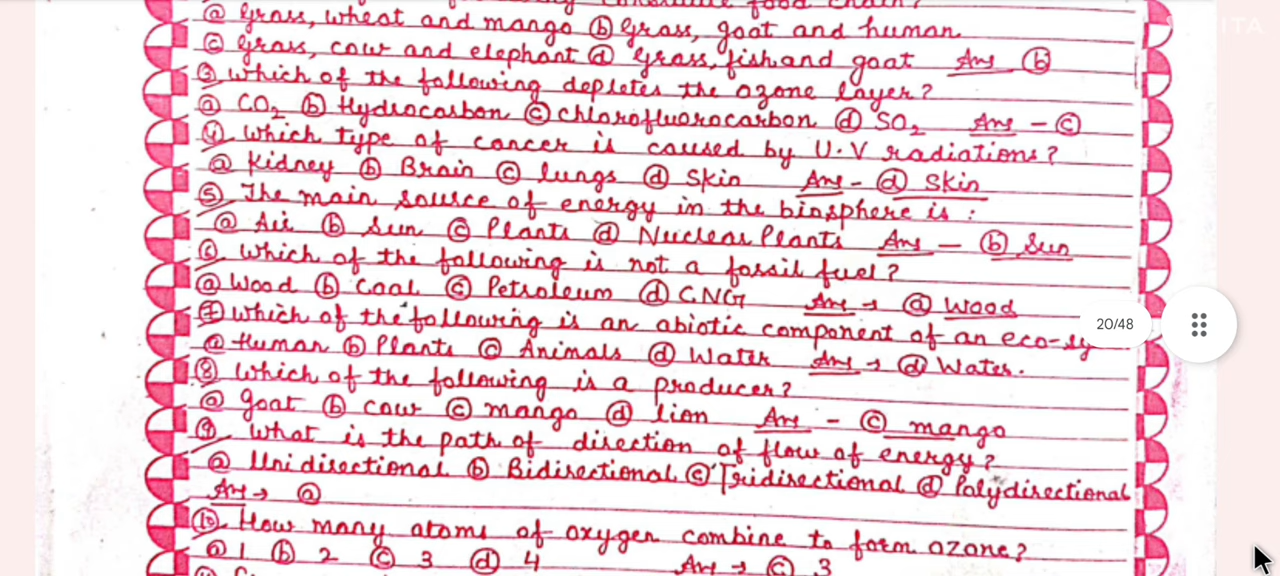 constitute food chain?
ⓐ Grass, wheat and mango ⓑ Grass, goat and human
ⓒ Grass, cow and elephant ⓓ Grass, fish and goat Ans ⓑ
③ Which of the following depletes the ozone layer?
ⓐ CO₂ ⓑ Hydrocarbon ⓒ chlorofluorocarbon ⓓ SO₂ Ans - ⓒ
④ Which type of cancer is caused by U.V radiations?
ⓐ Kidney ⓑ Brain ⓒ lungs ⓓ Skin Ans - ⓓ Skin
⑤ The main source of energy in the biosphere is :
ⓐ Air ⓑ Sun ⓒ Plants ⓓ Nuclear Plants Ans - ⓑ Sun
⑥ Which of the following is not a fossil fuel?
ⓐ Wood ⓑ Coal ⓒ Petroleum ⓓ CNG Ans → ⓐ Wood
⑦ Which of the following is an abiotic component of an eco-sy
20/48
ⓐ Human ⓑ Plants ⓒ Animals ⓓ Water Ans → ⓓ Water.
⑧ Which of the following is a producer?
ⓐ goat ⓑ cow ⓒ mango ⓓ lion Ans - ⓒ mango
⑨ What is the path of direction of flow of energy?
ⓐ Unidirectional ⓑ Bidirectional ⓒ Tridirectional ⓓ Polydirectional
Ans → ⓐ
⑩ How many atoms of oxygen combine to form ozone?
ⓐ 1 ⓑ 2 ⓒ 3 ⓓ 4 Ans → ⓒ 3